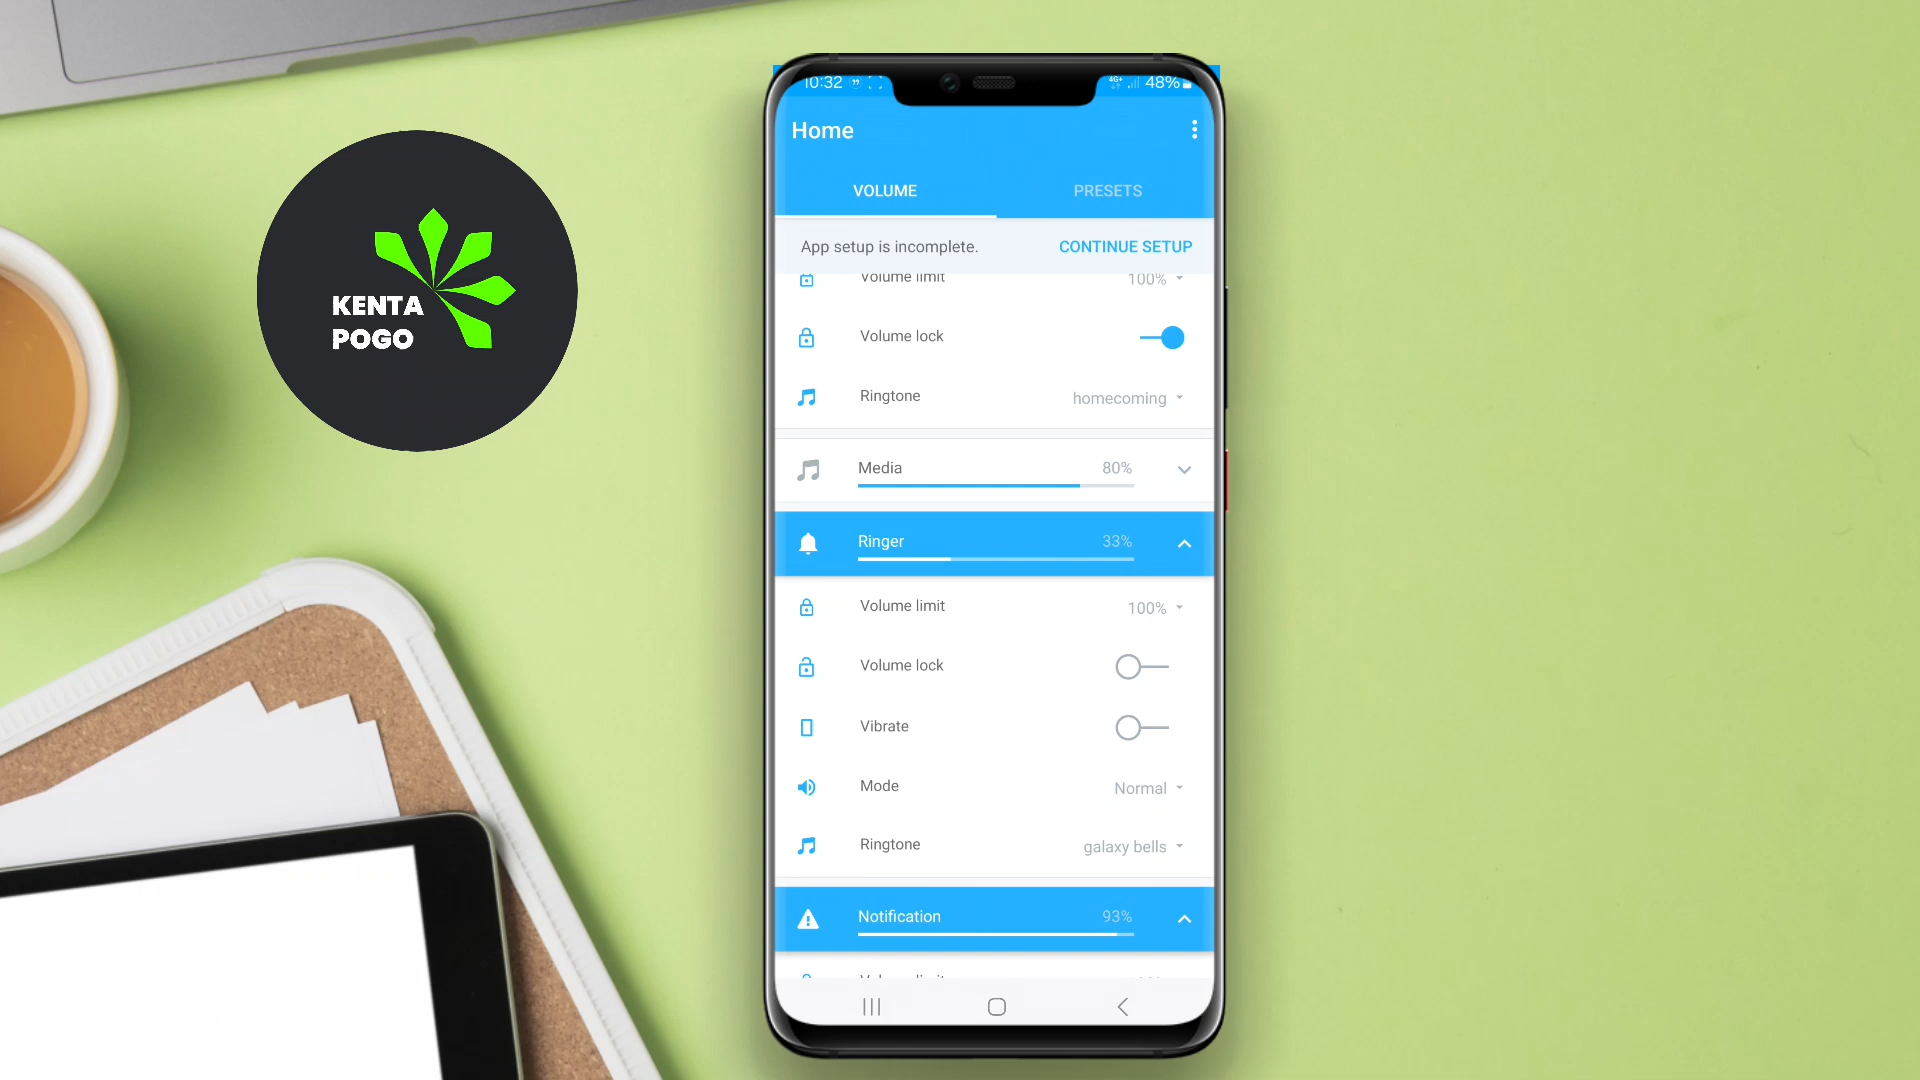 KENTA
POGO
10:32
4G+ 48%
Home
VOLUME PRESETS
App setup is incomplete. CONTINUE SETUP
Volume limit 100%
Volume lock
Ringtone homecoming
Media 80%
Ringer 33%
Volume limit 100%
Volume lock
Vibrate
Mode Normal
Ringtone galaxy bells
Notification 93%